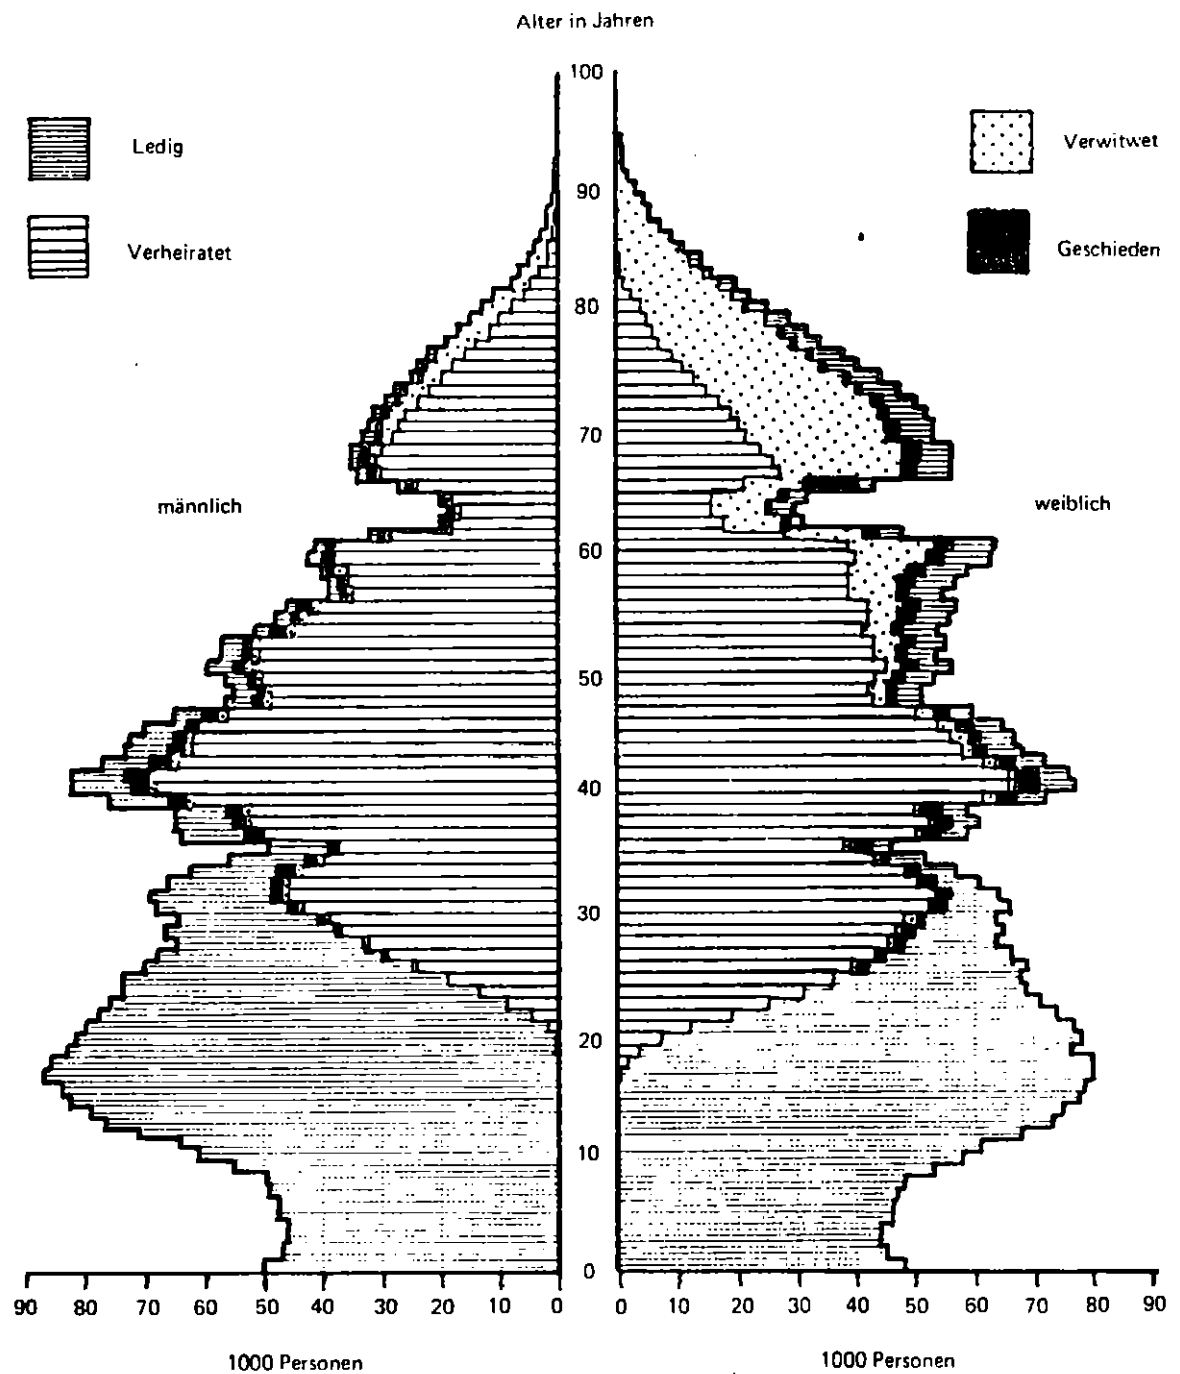 Alter in Jahren
100
Ledig
Verwitwet
90
Verheiratet
Geschieden
80
70
männlich
weiblich
60
50
40
30
20
10
0
90 80 70 60 50 40 30 20 10 0
0 10 20 30 40 50 60 70 80 90
1000 Personen
1000 Personen